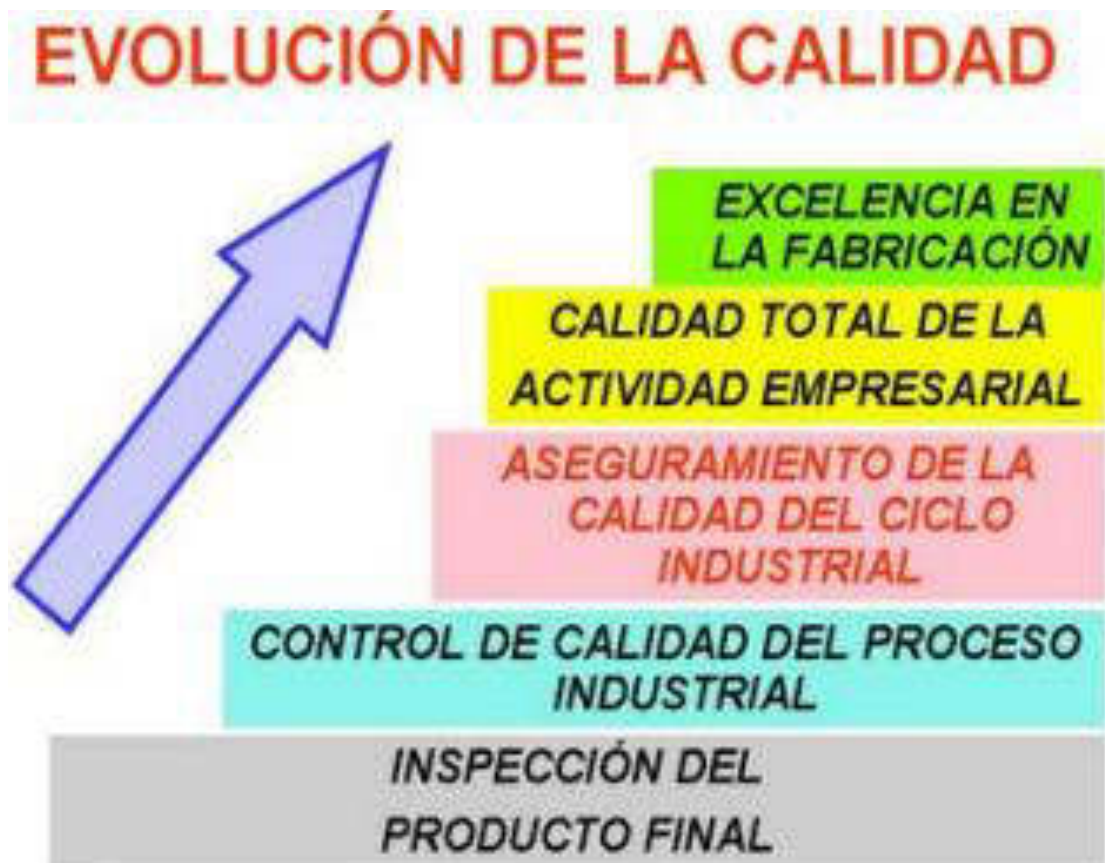 EVOLUCIÓN DE LA CALIDAD
EXCELENCIA EN
LA FABRICACIÓN
CALIDAD TOTAL DE LA
ACTIVIDAD EMPRESARIAL
ASEGURAMIENTO DE LA
CALIDAD DEL CICLO
INDUSTRIAL
CONTROL DE CALIDAD DEL PROCESO
INDUSTRIAL
INSPECCIÓN DEL
PRODUCTO FINAL